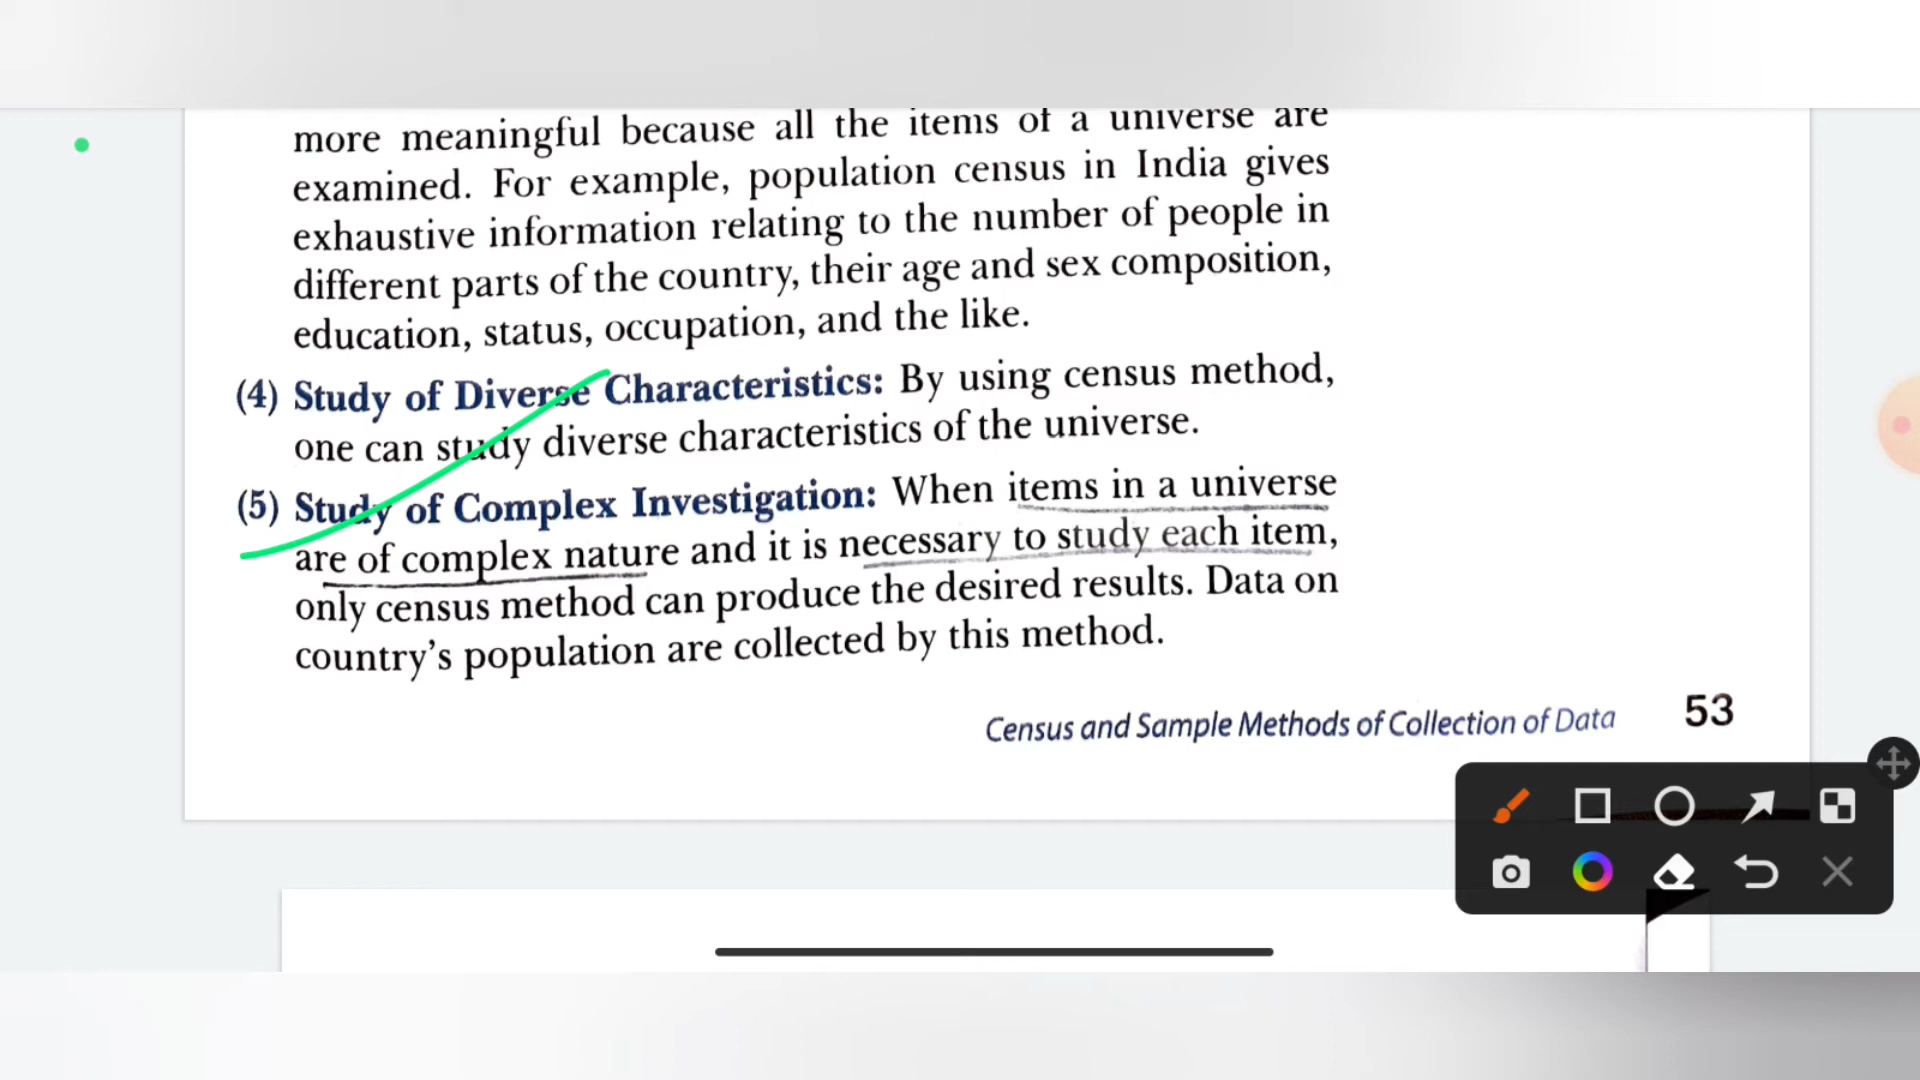 more meaningful because all the items of a universe are
examined. For example, population census in India gives
exhaustive information relating to the number of people in
different parts of the country, their age and sex composition,
education, status, occupation, and the like.
(4) Study of Diverse Characteristics: By using census method,
one can study diverse characteristics of the universe.
(5) Study of Complex Investigation: When items in a universe
are of complex nature and it is necessary to study each item,
only census method can produce the desired results. Data on
country's population are collected by this method.
Census and Sample Methods of Collection of Data 53